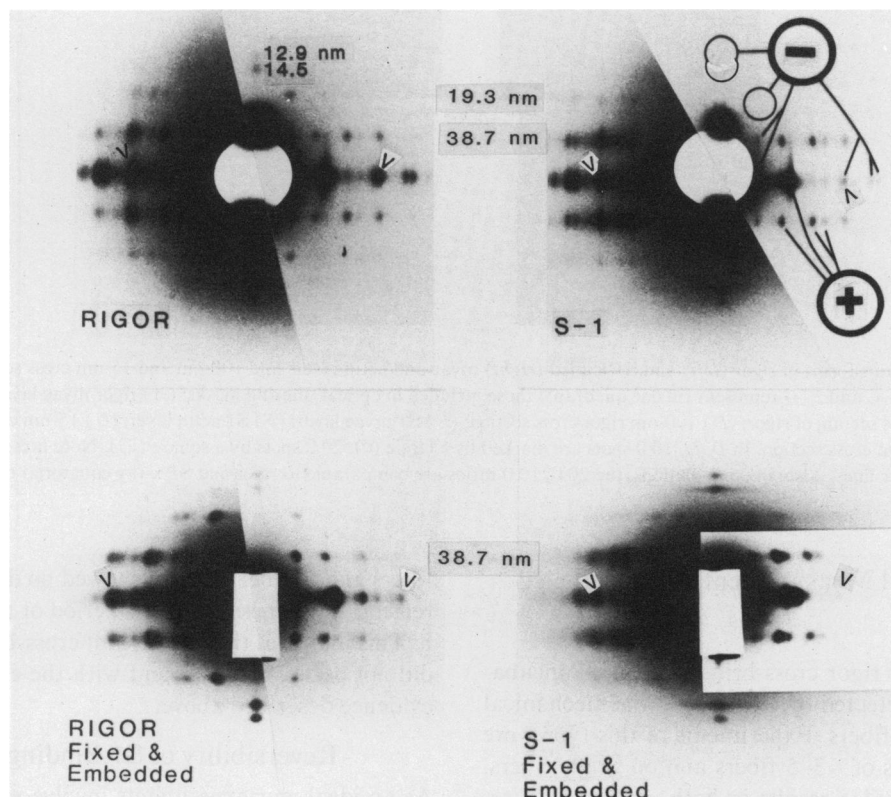 12.9 nm
14.5
19.3 nm
38.7 nm
RIGOR
S-1
−
+
V
V
V
V
38.7 nm
V
V
V
V
RIGOR
Fixed &
Embedded
S-1
Fixed &
Embedded